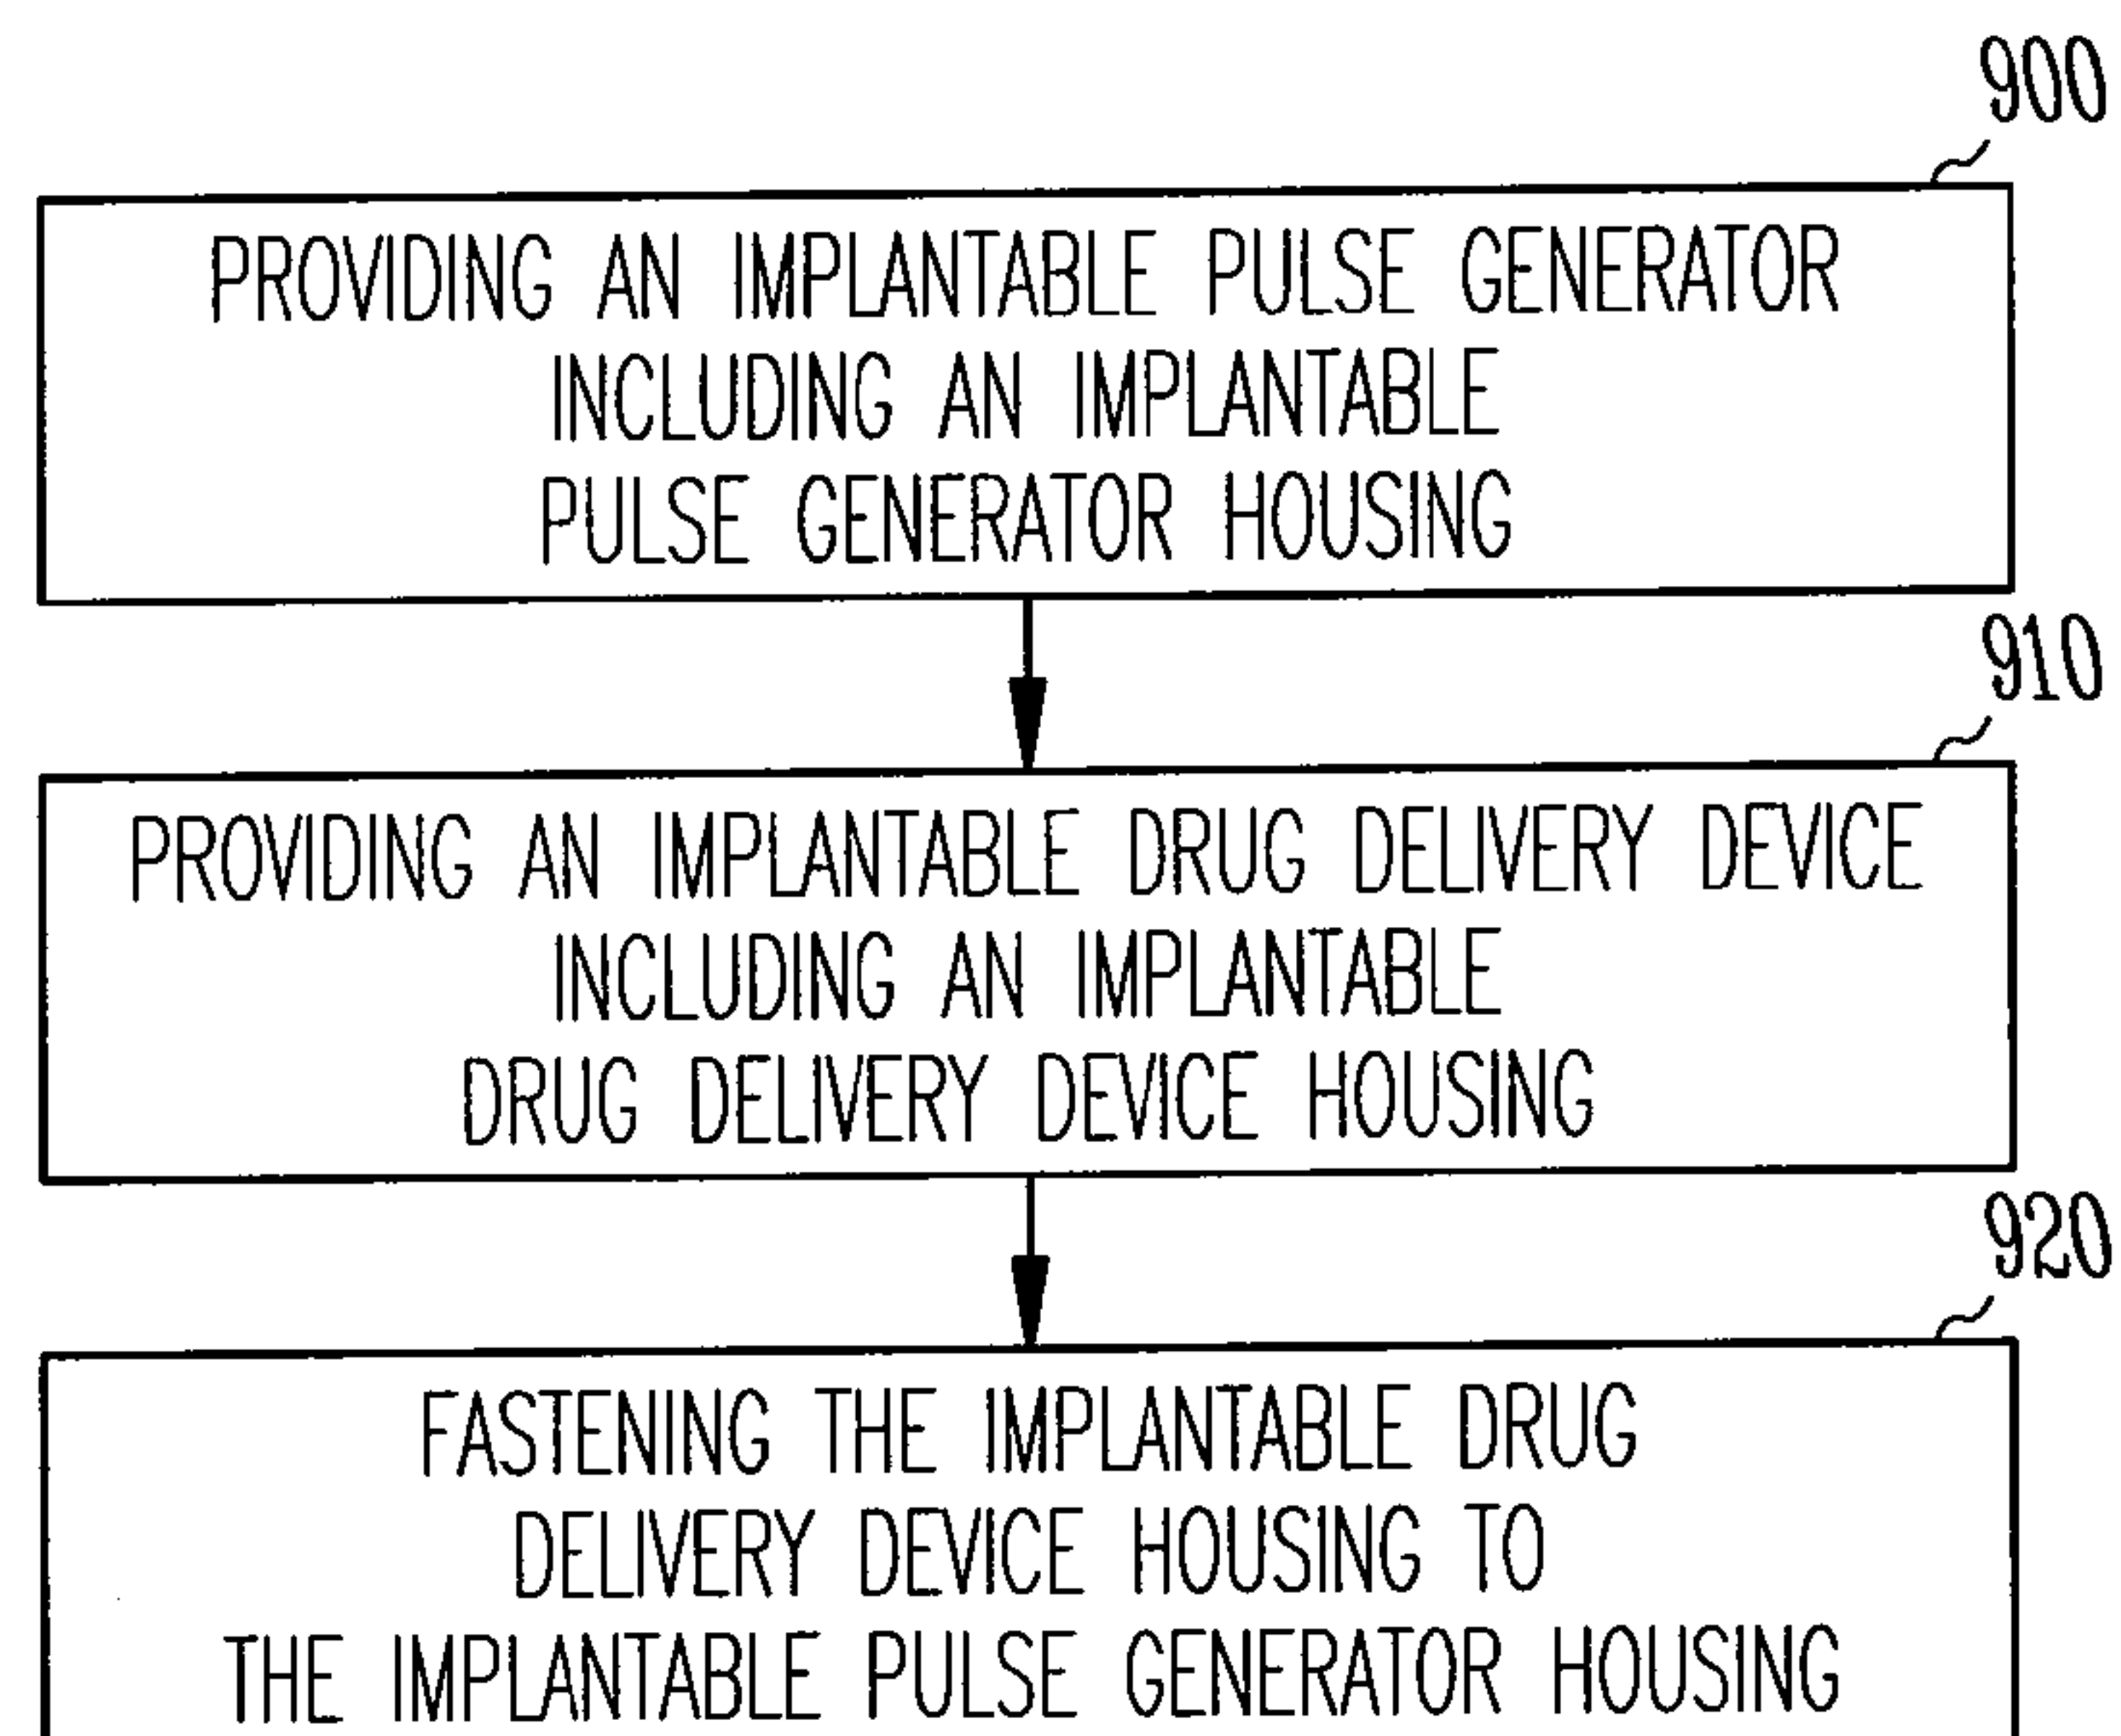 900
PROVIDING AN IMPLANTABLE PULSE GENERATOR
INCLUDING AN IMPLANTABLE
PULSE GENERATOR HOUSING
910
PROVIDING AN IMPLANTABLE DRUG DELIVERY DEVICE
INCLUDING AN IMPLANTABLE
DRUG DELIVERY DEVICE HOUSING
920
FASTENING THE IMPLANTABLE DRUG
DELIVERY DEVICE HOUSING TO
THE IMPLANTABLE PULSE GENERATOR HOUSING